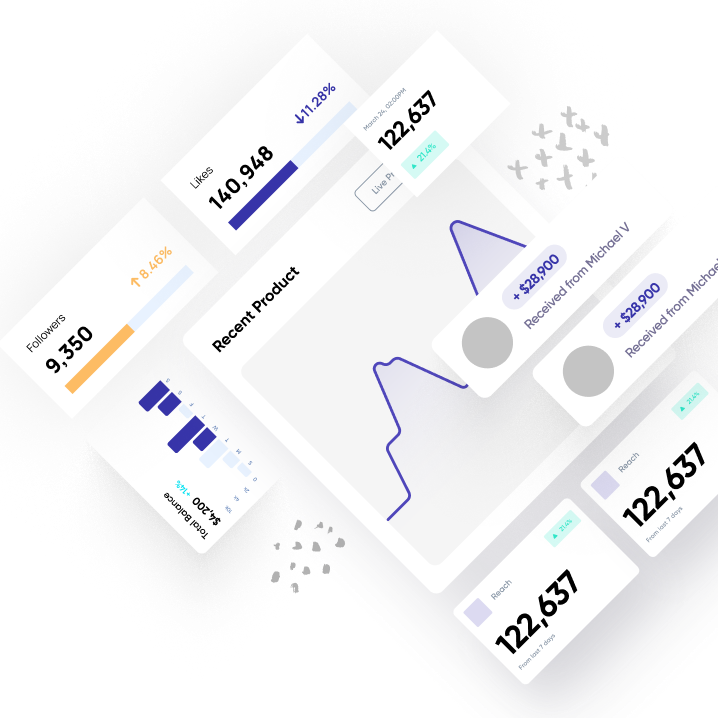 Likes
140,948
↓11.28%
March 24, 02:00PM
122,637
▲ 21.4%
Live
Followers
9,350
↑ 8.46%
Recent Product
+ $28,900
Received from Michael V
+ $28,900
Received from Michael
Total Balance
$4,200 +14%
Reach
▲ 21.4%
122,637
From last 7 days
Reach
▲ 21.4%
122,637
From last 7 days